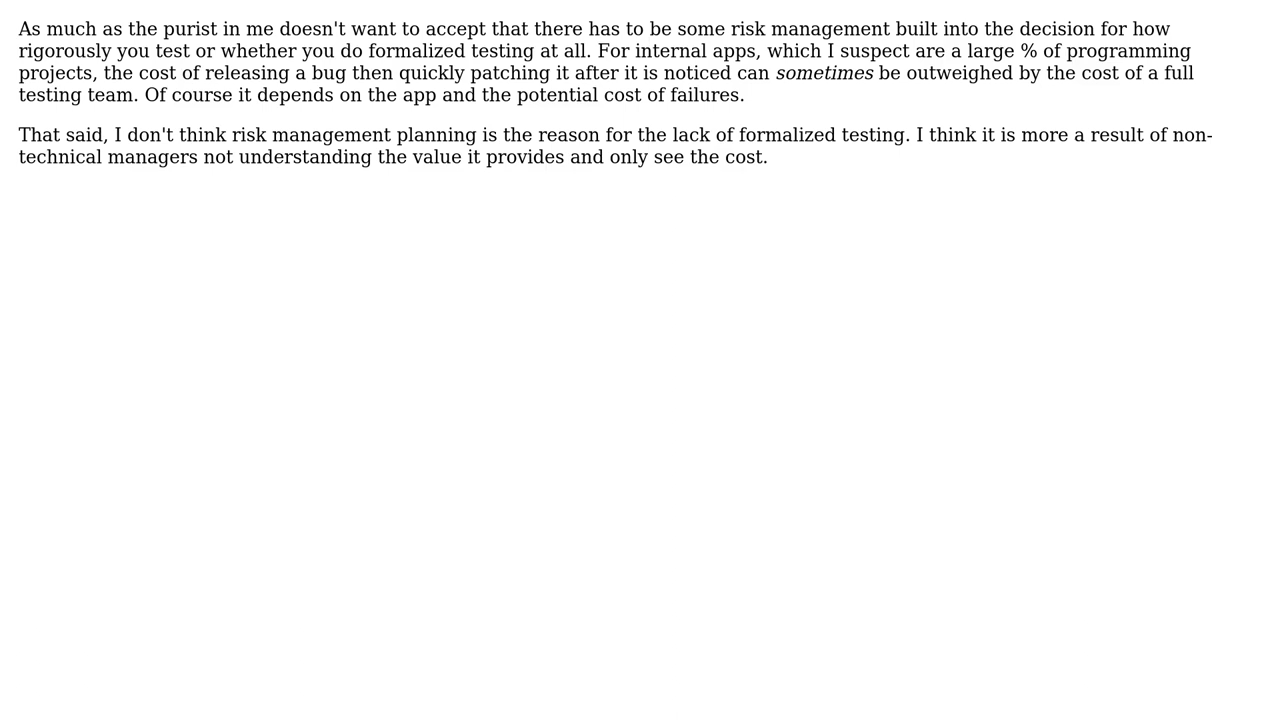 As much as the purist in me doesn't want to accept that there has to be some risk management built into the decision for how
rigorously you test or whether you do formalized testing at all. For internal apps, which I suspect are a large % of programming
projects, the cost of releasing a bug then quickly patching it after it is noticed can sometimes be outweighed by the cost of a full
testing team. Of course it depends on the app and the potential cost of failures.
That said, I don't think risk management planning is the reason for the lack of formalized testing. I think it is more a result of non-
technical managers not understanding the value it provides and only see the cost.